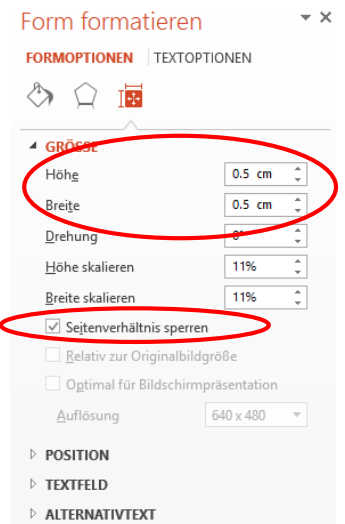 Form formatieren
FORMOPTIONEN TEXTOPTIONEN
GRÖSSE
Höhe 0.5 cm
Breite 0.5 cm
Drehung 0°
Höhe skalieren 11%
Breite skalieren 11%
Seitenverhältnis sperren
Relativ zur Originalbildgröße
Optimal für Bildschirmpräsentation
Auflösung 640 x 480
POSITION
TEXTFELD
ALTERNATIVTEXT